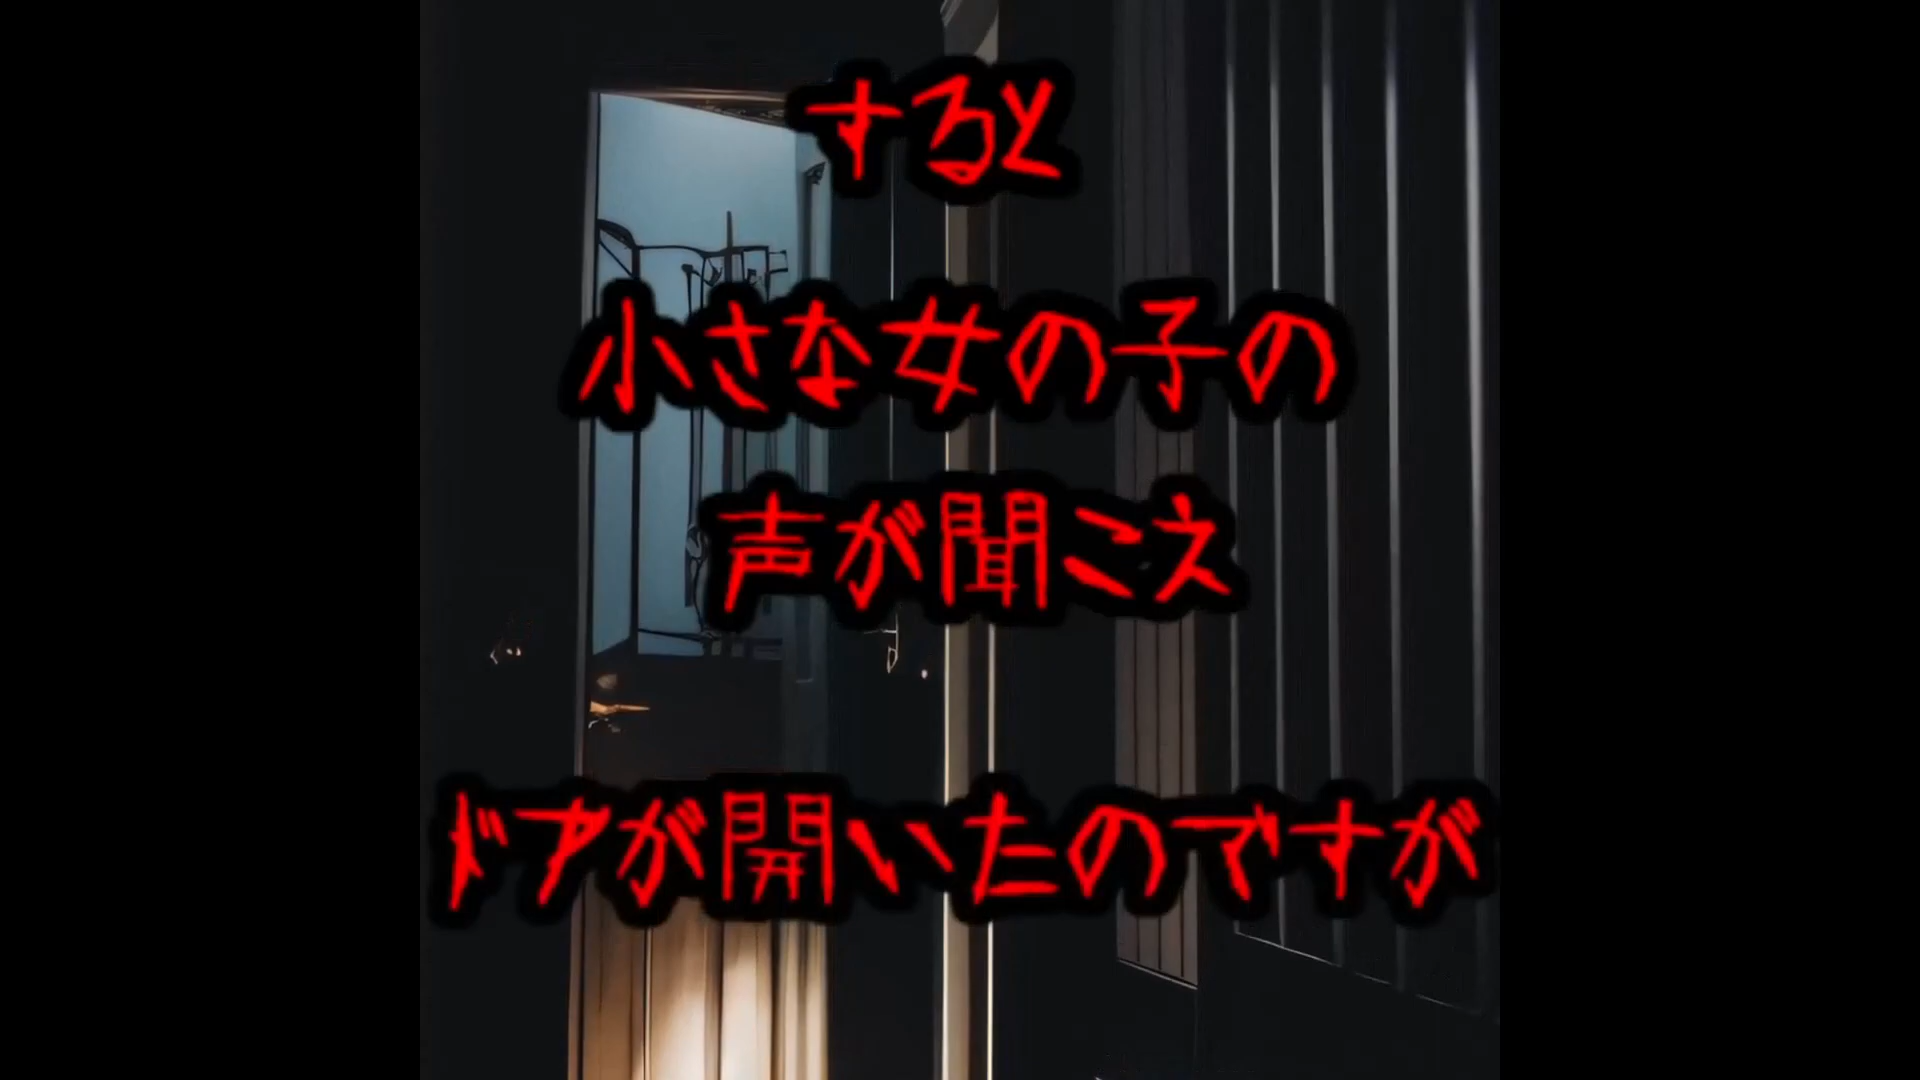 すると
小さな女の子の
声が聞こえ
ドアが開いたのですが